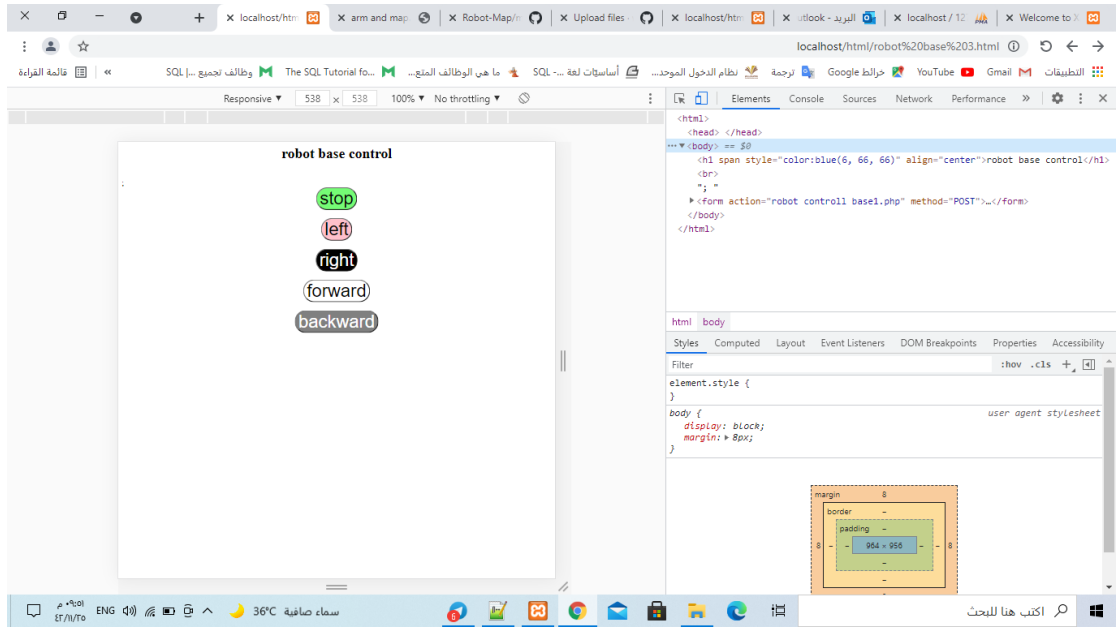 localhost/htm
arm and map
Robot-Map/n
Upload files -
localhost/htm
utlook - البريد
localhost / 12
Welcome to X
localhost/html/robot%20base%203.html
التطبيقات
Gmail
YouTube
خرائط Google
ترجمة
نظام الدخول الموحد...
أساسيات لغة SQL -...
ما هي الوظائف المتع...
The SQL Tutorial fo...
وظائف تجميع SQL |...
»
قائمة القراءة
Responsive ▼ 538 x 538 100% ▼ No throttling ▼
Elements Console Sources Network Performance »
robot base control
;
stop
left
right
forward
backward
<html>
<head> </head>
··· ▼<body> == $0
<h1 span style="color:blue(6, 66, 66)" align="center">robot base control</h1>
<br>
"; "
▶<form action="robot controll base1.php" method="POST">…</form>
</body>
</html>
html body
Styles Computed Layout Event Listeners DOM Breakpoints Properties Accessibility
Filter :hov .cls +
element.style {
}
body { user agent stylesheet
display: block;
margin: ▶ 8px;
}
margin 8
border -
padding -
8 - - 964 × 956 - - 8
-
-
ENG
36°C سماء صافية
6
اكتب هنا للبحث